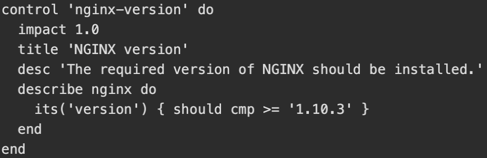 control 'nginx-version' do
  impact 1.0
  title 'NGINX version'
  desc 'The required version of NGINX should be installed.'
  describe nginx do
    its('version') { should cmp >= '1.10.3' }
  end
end